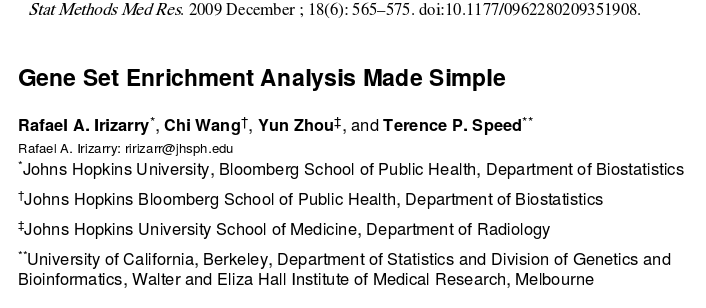 Stat Methods Med Res. 2009 December ; 18(6): 565–575. doi:10.1177/0962280209351908.
Gene Set Enrichment Analysis Made Simple
Rafael A. Irizarry*, Chi Wang†, Yun Zhou‡, and Terence P. Speed**
Rafael A. Irizarry: ririzarr@jhsph.edu
*Johns Hopkins University, Bloomberg School of Public Health, Department of Biostatistics
†Johns Hopkins Bloomberg School of Public Health, Department of Biostatistics
‡Johns Hopkins University School of Medicine, Department of Radiology
**University of California, Berkeley, Department of Statistics and Division of Genetics and
Bioinformatics, Walter and Eliza Hall Institute of Medical Research, Melbourne